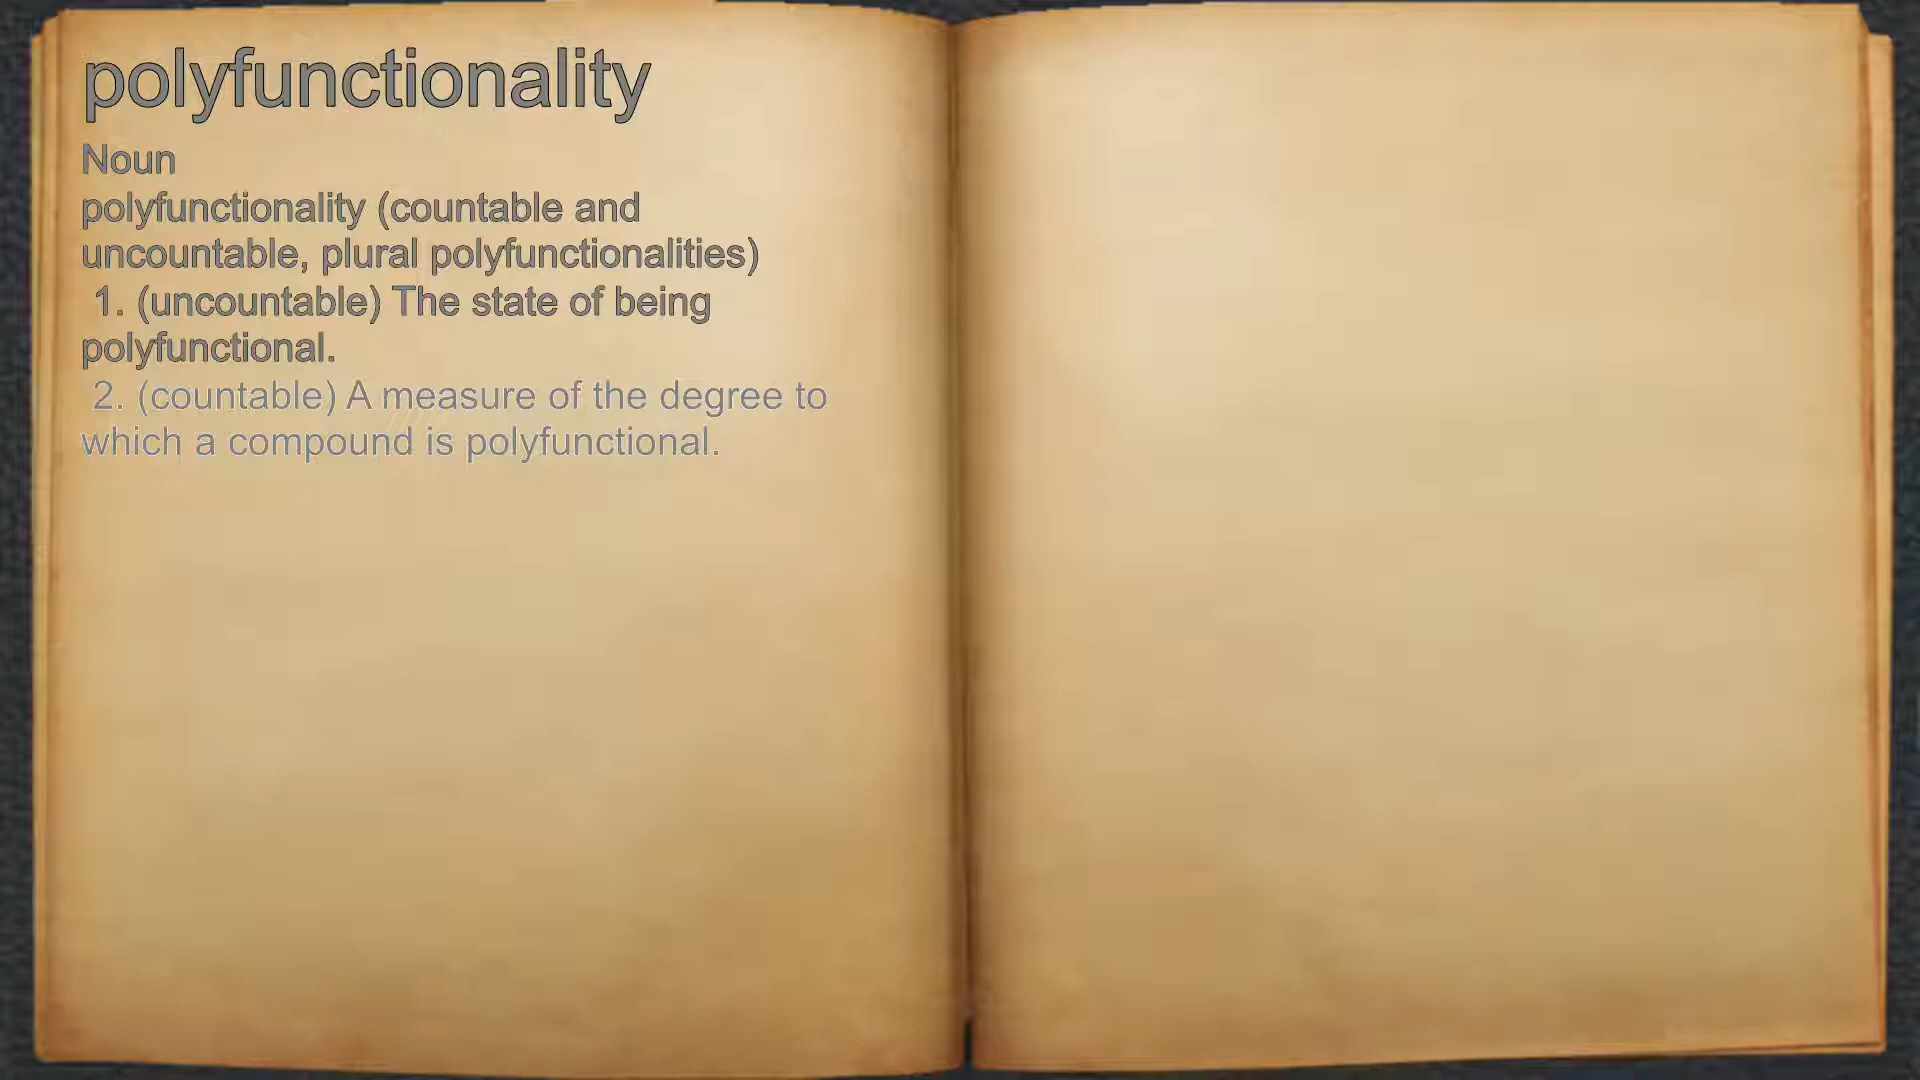 polyfunctionality
Noun
polyfunctionality (countable and
uncountable, plural polyfunctionalities)
1. (uncountable) The state of being
polyfunctional.
2. (countable) A measure of the degree to
which a compound is polyfunctional.